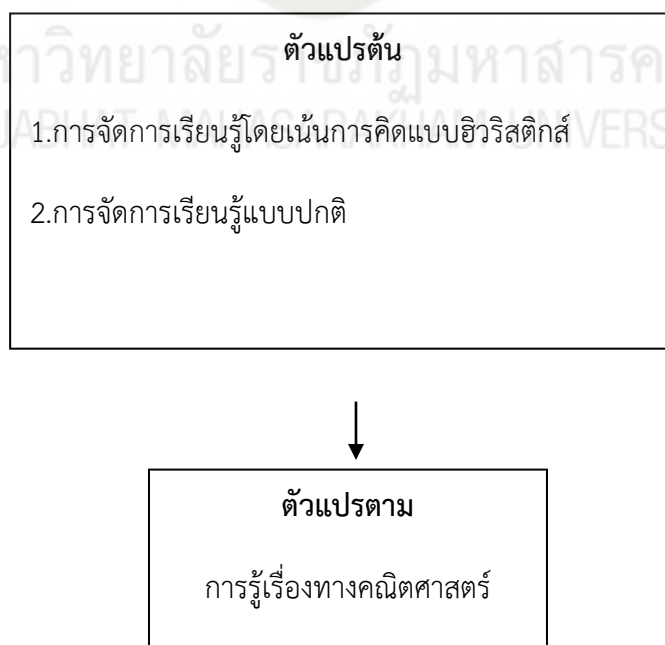 ตัวแปรต้น
1.การจัดการเรียนรู้โดยเน้นการคิดแบบฮิวริสติกส์
2.การจัดการเรียนรู้แบบปกติ
ตัวแปรตาม
การรู้เรื่องทางคณิตศาสตร์